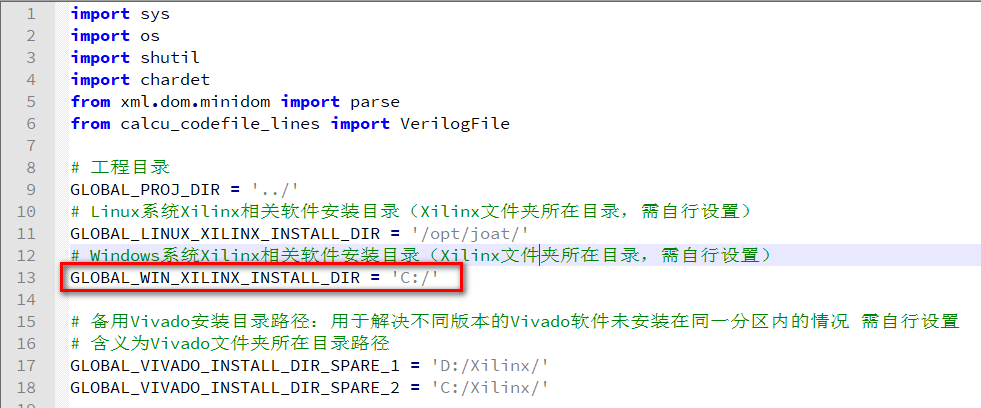 1 import sys
2 import os
3 import shutil
4 import chardet
5 from xml.dom.minidom import parse
6 from calcu_codefile_lines import VerilogFile
7
8 # 工程目录
9 GLOBAL_PROJ_DIR = '../'
10 # Linux系统Xilinx相关软件安装目录（Xilinx文件夹所在目录，需自行设置）
11 GLOBAL_LINUX_XILINX_INSTALL_DIR = '/opt/joat/'
12 # Windows系统Xilinx相关软件安装目录（Xilinx文件夹所在目录，需自行设置）
13 GLOBAL_WIN_XILINX_INSTALL_DIR = 'C:/'
14
15 # 备用Vivado安装目录路径：用于解决不同版本的Vivado软件未安装在同一分区内的情况 需自行设置
16 # 含义为Vivado文件夹所在目录路径
17 GLOBAL_VIVADO_INSTALL_DIR_SPARE_1 = 'D:/Xilinx/'
18 GLOBAL_VIVADO_INSTALL_DIR_SPARE_2 = 'C:/Xilinx/'